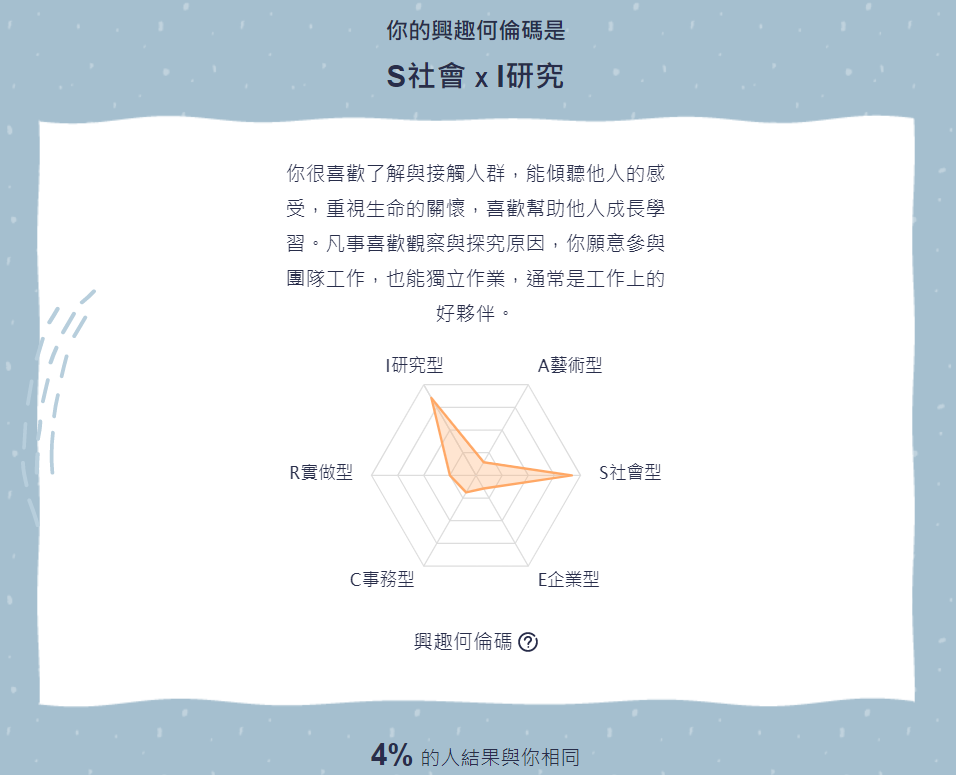 你的興趣何倫碼是
S社會 x I研究
你很喜歡了解與接觸人群，能傾聽他人的感
受，重視生命的關懷，喜歡幫助他人成長學
習。凡事喜歡觀察與探究原因，你願意參與
團隊工作，也能獨立作業，通常是工作上的
好夥伴。
I研究型
A藝術型
R實做型
S社會型
C事務型
E企業型
興趣何倫碼 ?
4% 的人結果與你相同